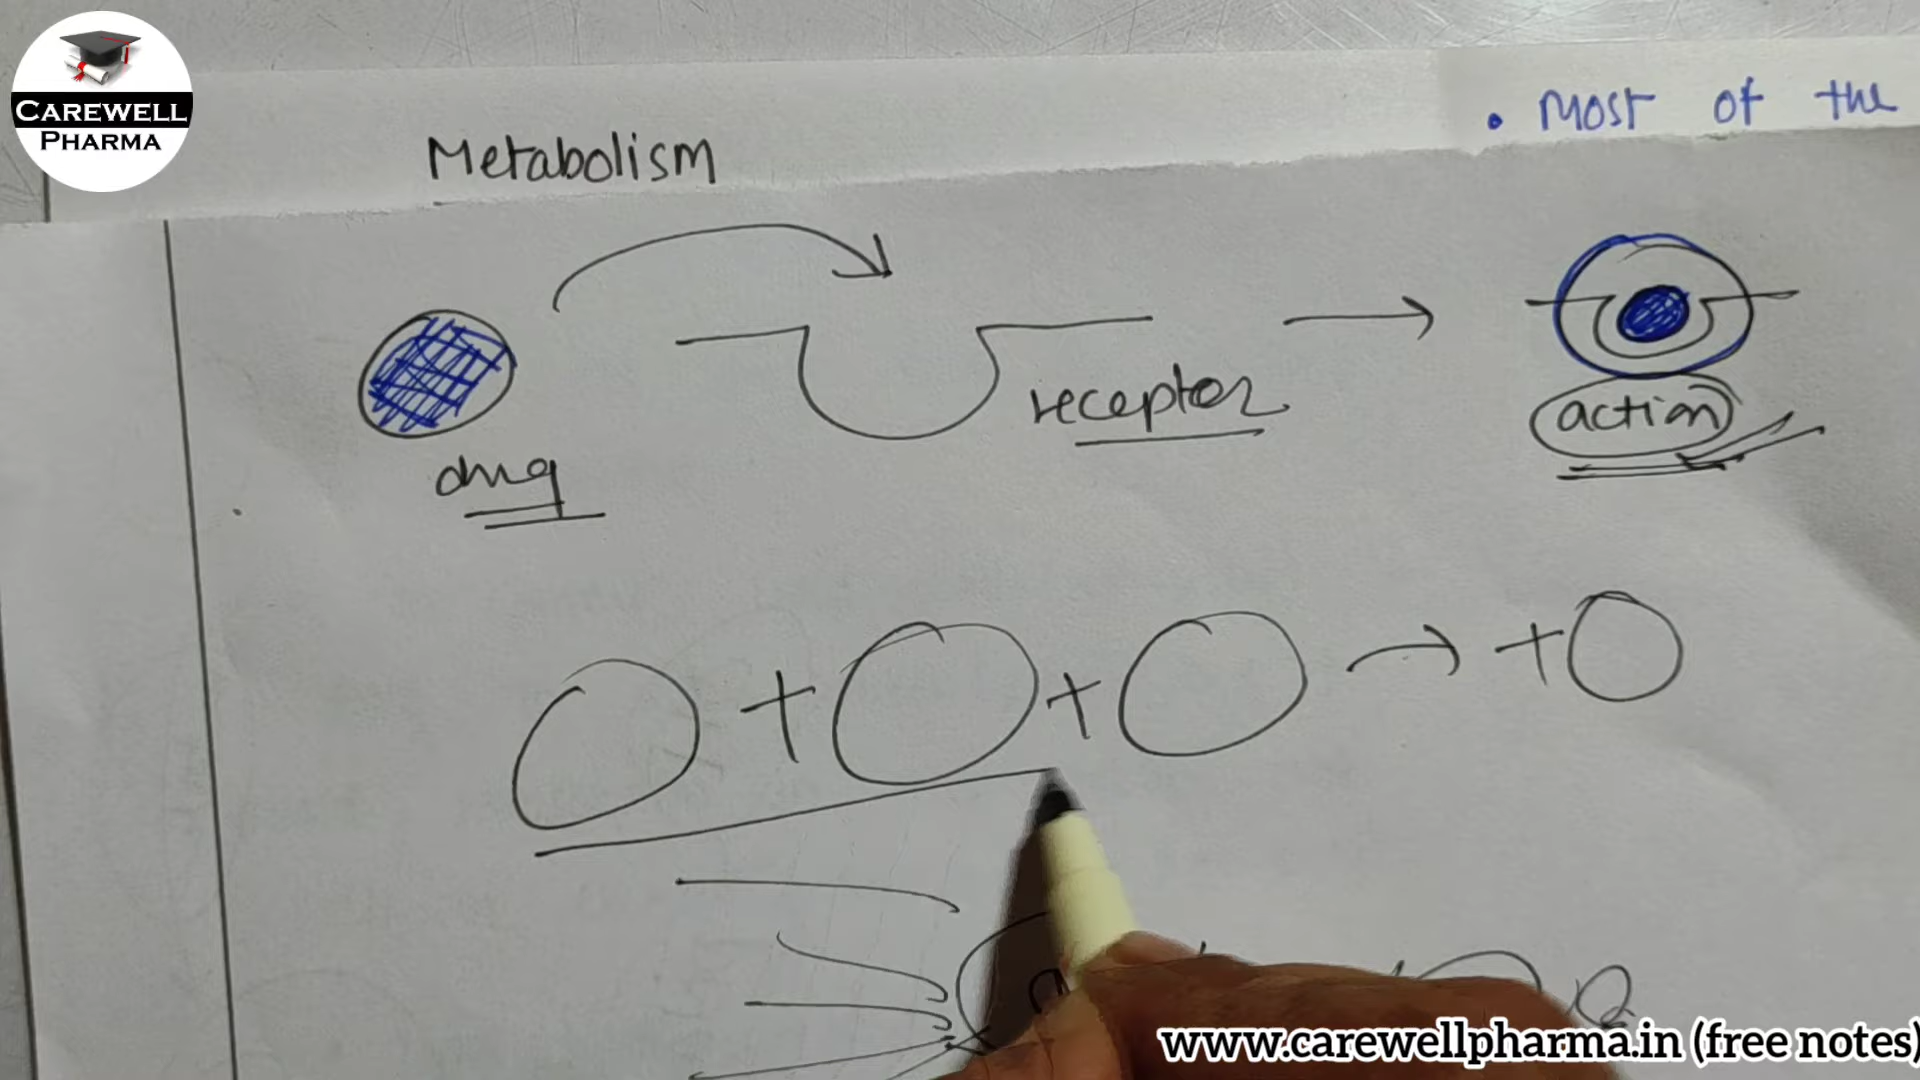 CAREWELL
PHARMA
• Most of the
Metabolism
receptor
action
drug
+ + → +
www.carewellpharma.in (free notes)